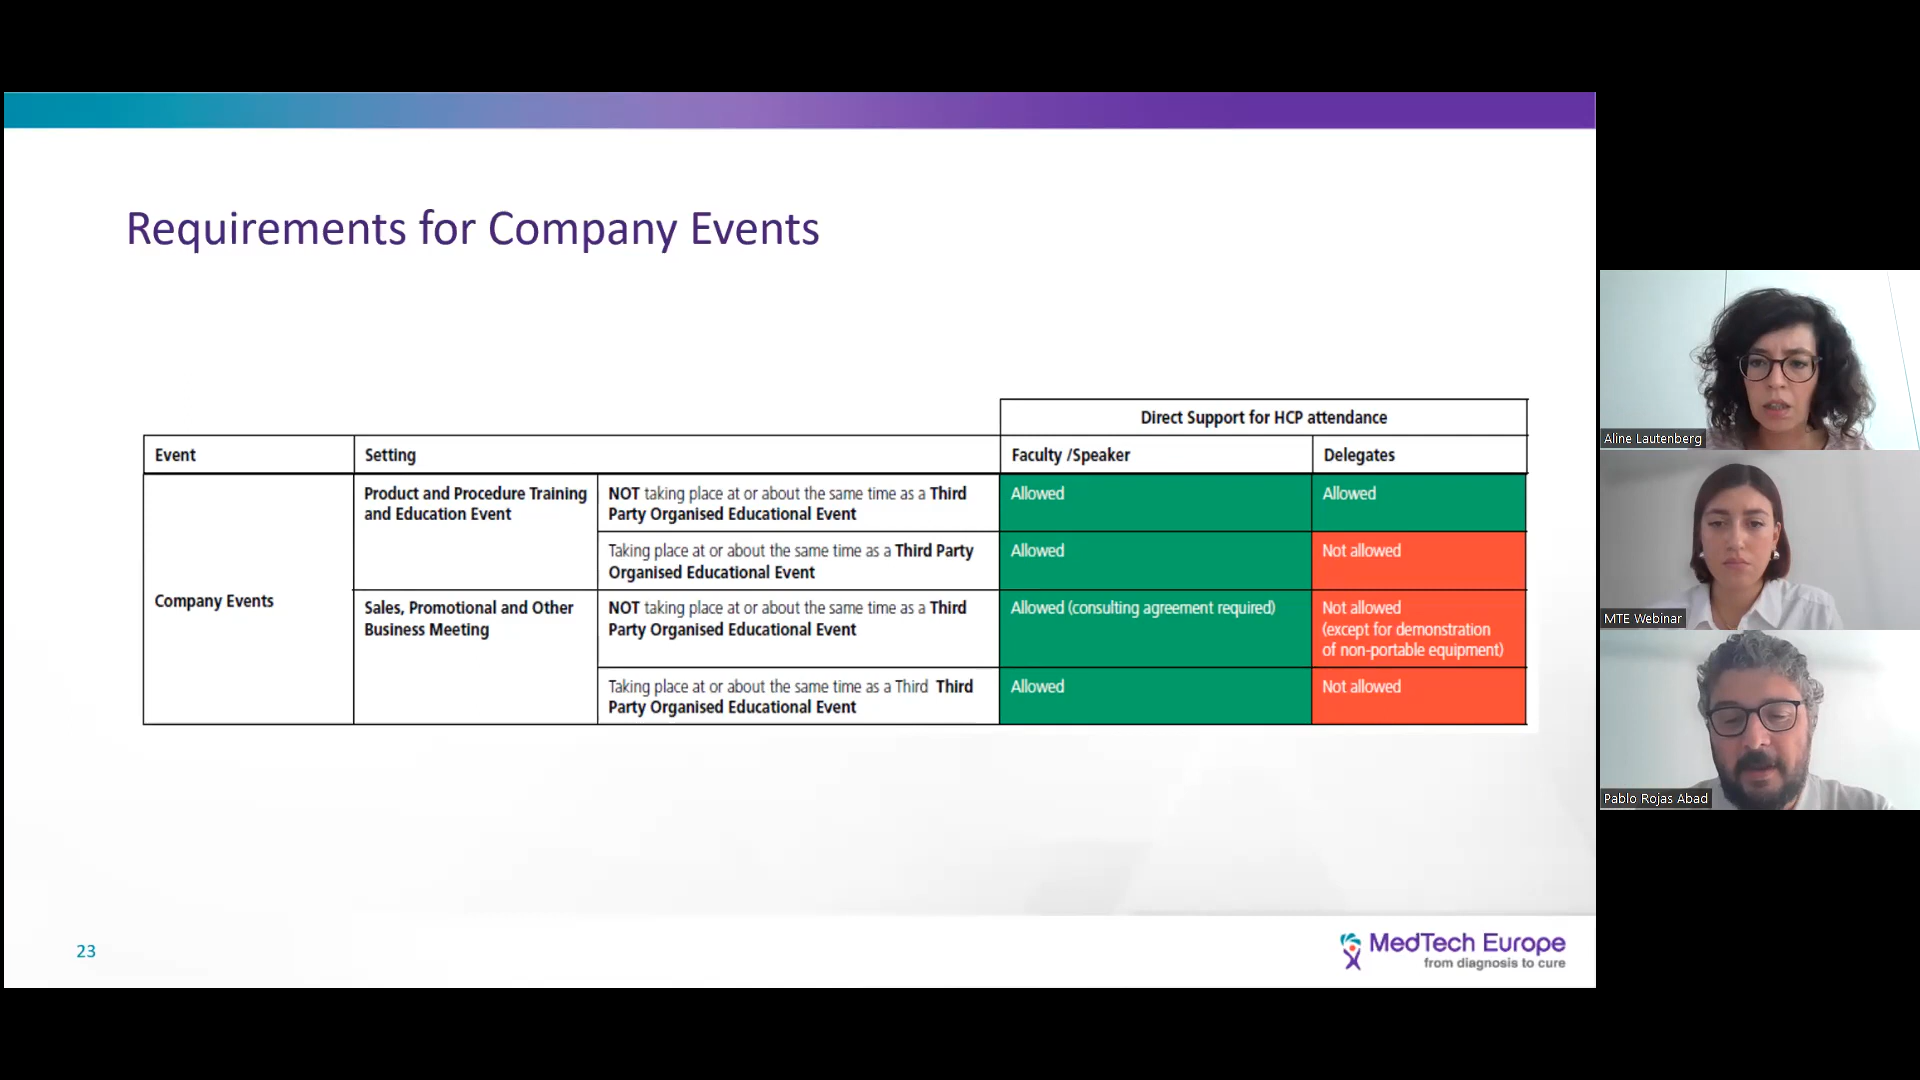 Requirements for Company Events
Direct Support for HCP attendance
Event
Setting
Faculty /Speaker
Delegates
Company Events
Product and Procedure Training
and Education Event
NOT taking place at or about the same time as a Third
Party Organised Educational Event
Allowed
Allowed
Taking place at or about the same time as a Third Party
Organised Educational Event
Allowed
Not allowed
Sales, Promotional and Other
Business Meeting
NOT taking place at or about the same time as a Third
Party Organised Educational Event
Allowed (consulting agreement required)
Not allowed
(except for demonstration
of non-portable equipment)
Taking place at or about the same time as a Third Third
Party Organised Educational Event
Allowed
Not allowed
23
MedTech Europe
from diagnosis to cure
Aline Lautenberg
MTE Webinar
Pablo Rojas Abad